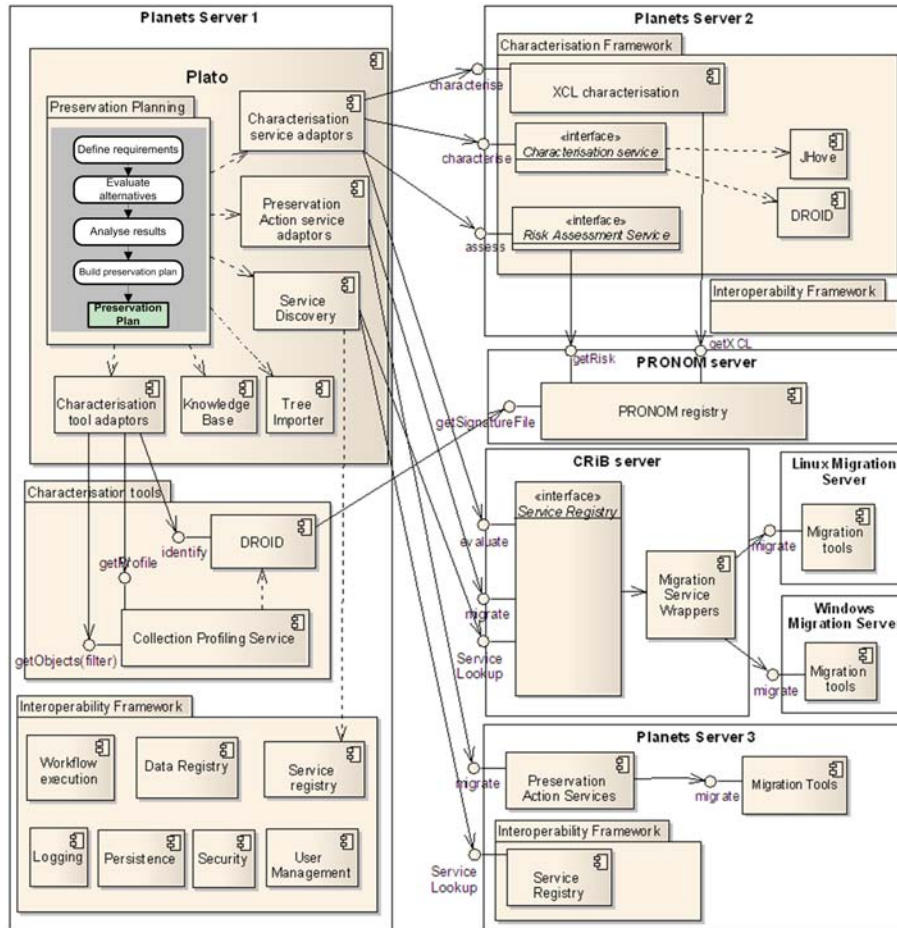 Planets Server 1
Plato
Preservation Planning
Define requirements
Evaluate
alternatives
Analyse results
Build preservation plan
Preservation
Plan
Characterisation
service adaptors
Preservation
Action service
adaptors
Service
Discovery
Characterisation
tool adaptors
Knowledge
Base
Tree
Importer
Characterisation tools
DROID
identify
getProfile
Collection Profiling Service
getObjects(filter)
Interoperability Framework
Workflow
execution
Data Registry
Service
registry
Logging
Persistence
Security
User
Management
Planets Server 2
Characterisation Framework
characterise
XCL characterisation
«interface»
Characterisation service
characterise
JHove
DROID
«interface»
Risk Assessment Service
assess
Interoperability Framework
getRisk
getXCL
PRONOM server
PRONOM registry
getSignatureFile
CRiB server
«interface»
Service Registry
evaluate
migrate
Service
Lookup
Migration
Service
Wrappers
Linux Migration
Server
migrate
Migration
tools
Windows
Migration Server
migrate
Migration
tools
Planets Server 3
migrate
Preservation
Action Services
migrate
Migration Tools
Interoperability Framework
Service
Lookup
Service
Registry